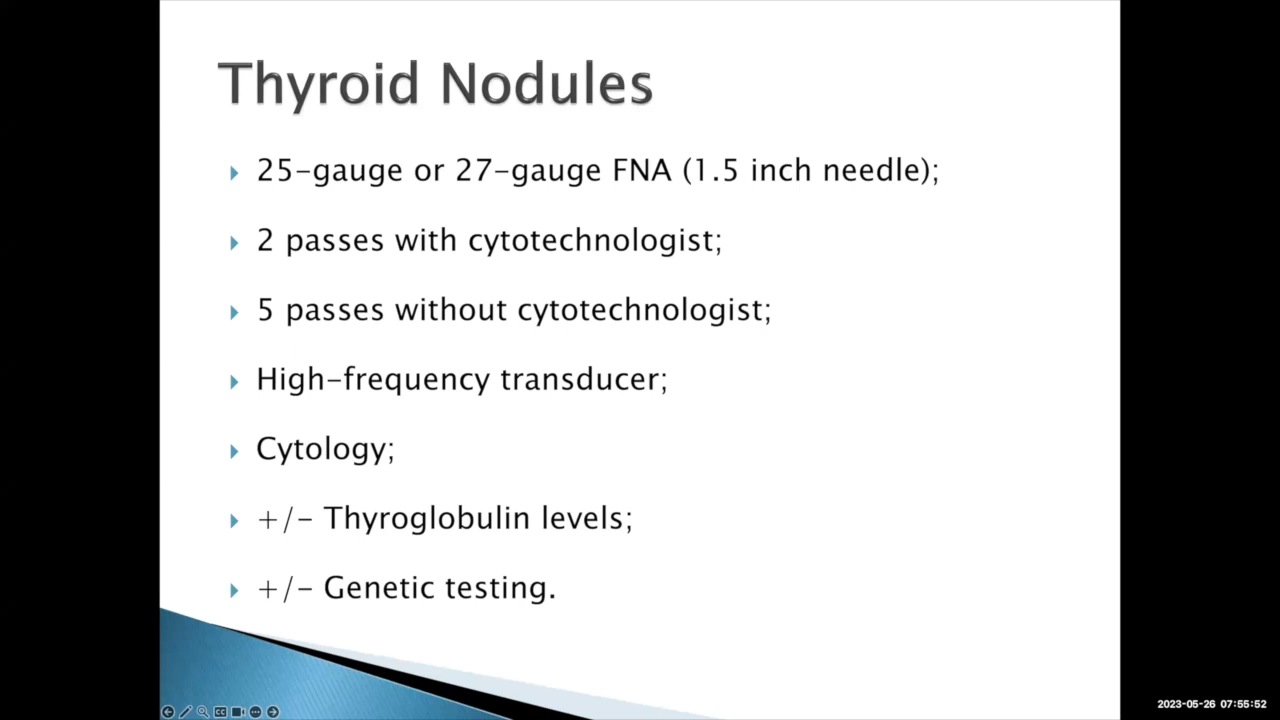 Thyroid Nodules
25-gauge or 27-gauge FNA (1.5 inch needle);
2 passes with cytotechnologist;
5 passes without cytotechnologist;
High-frequency transducer;
Cytology;
+/- Thyroglobulin levels;
+/- Genetic testing.
CC
2023-05-26 07:55:52